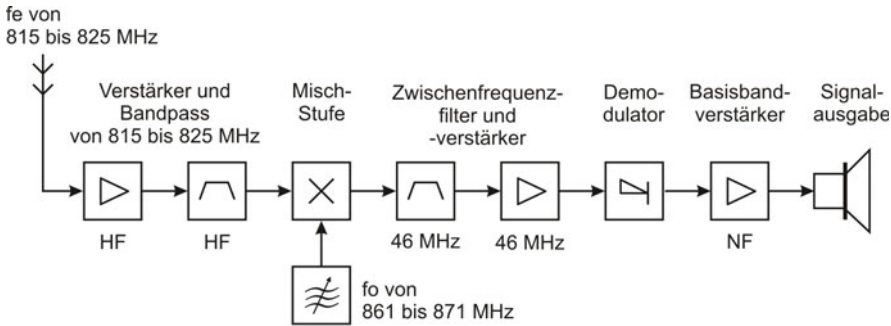 fe von
815 bis 825 MHz
Verstärker und
Bandpass
von 815 bis 825 MHz
Misch-
Stufe
Zwischenfrequenz-
filter und
-verstärker
Demo-
dulator
Basisband-
verstärker
Signal-
ausgabe
HF
HF
46 MHz
46 MHz
NF
fo von
861 bis 871 MHz